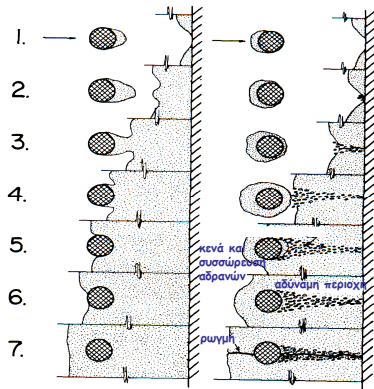 1.
2.
3.
4.
5.
κενά και
συσσώρευση
αδρανών
αδύναμη περιοχή
6.
7.
ρωγμή